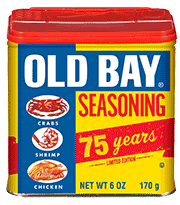 OLD BAY®
SEASONING
CRABS
SHRIMP
CHICKEN
75 years
LIMITED EDITION
NET WT 6 OZ 170 g